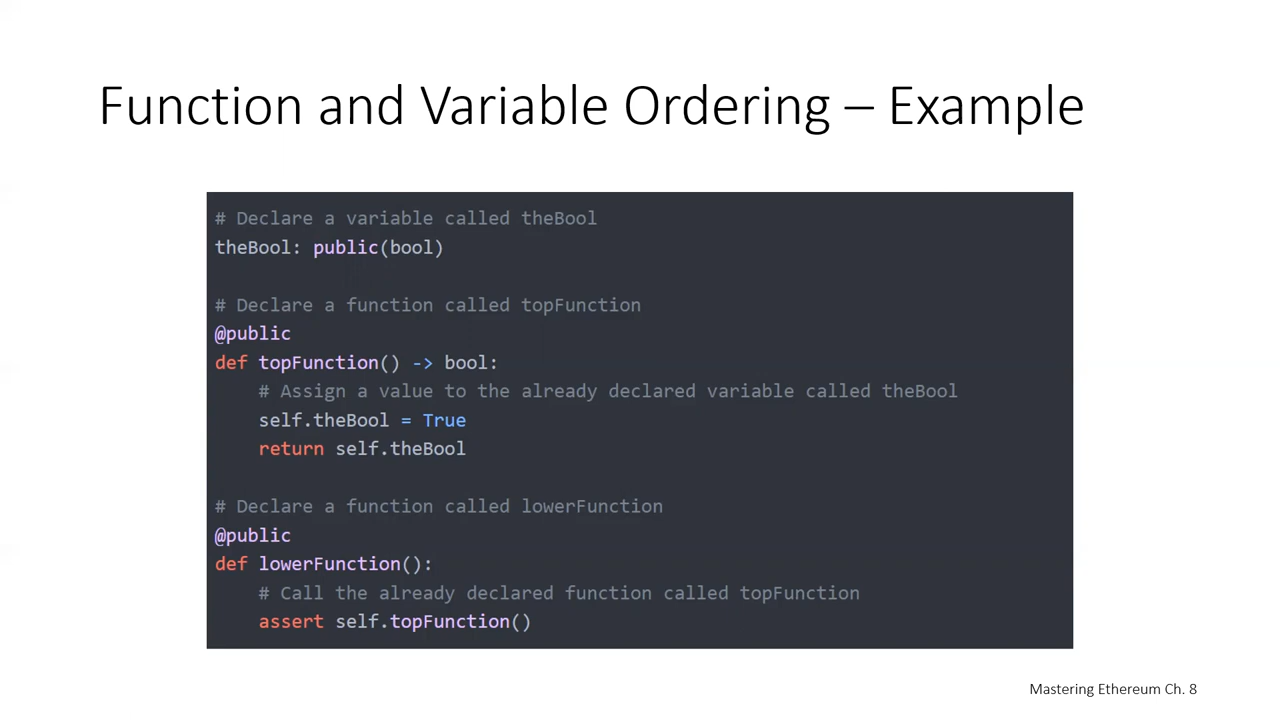 Function and Variable Ordering – Example
# Declare a variable called theBool
theBool: public(bool)
# Declare a function called topFunction
@public
def topFunction() -> bool:
# Assign a value to the already declared variable called theBool
self.theBool = True
return self.theBool
# Declare a function called lowerFunction
@public
def lowerFunction():
# Call the already declared function called topFunction
assert self.topFunction()
Mastering Ethereum Ch. 8